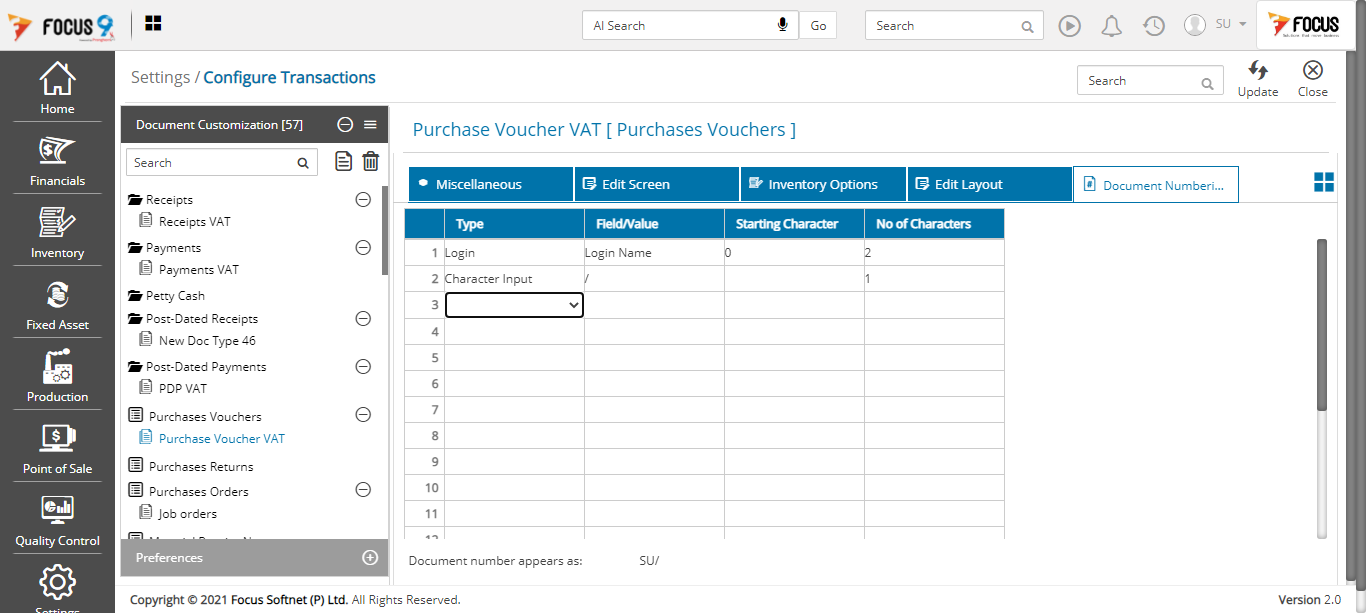 FOCUS 9
AI Search
Go
Search
SU
FOCUS
Home
Financials
Inventory
Fixed Asset
Production
Point of Sale
Quality Control
Settings
Settings / Configure Transactions
Search
Update
Close
Document Customization [57]
Search
Receipts
Receipts VAT
Payments
Payments VAT
Petty Cash
Post-Dated Receipts
New Doc Type 46
Post-Dated Payments
PDP VAT
Purchases Vouchers
Purchase Voucher VAT
Purchases Returns
Purchases Orders
Job orders
Preferences
Purchase Voucher VAT [ Purchases Vouchers ]
Miscellaneous
Edit Screen
Inventory Options
Edit Layout
Document Numberi...
Type Field/Value Starting Character No of Characters
1 Login Login Name 0 2
2 Character Input / 1
3
4
5
6
7
8
9
10
11
12
Document number appears as: SU/
Copyright © 2021 Focus Softnet (P) Ltd. All Rights Reserved.
Version 2.0